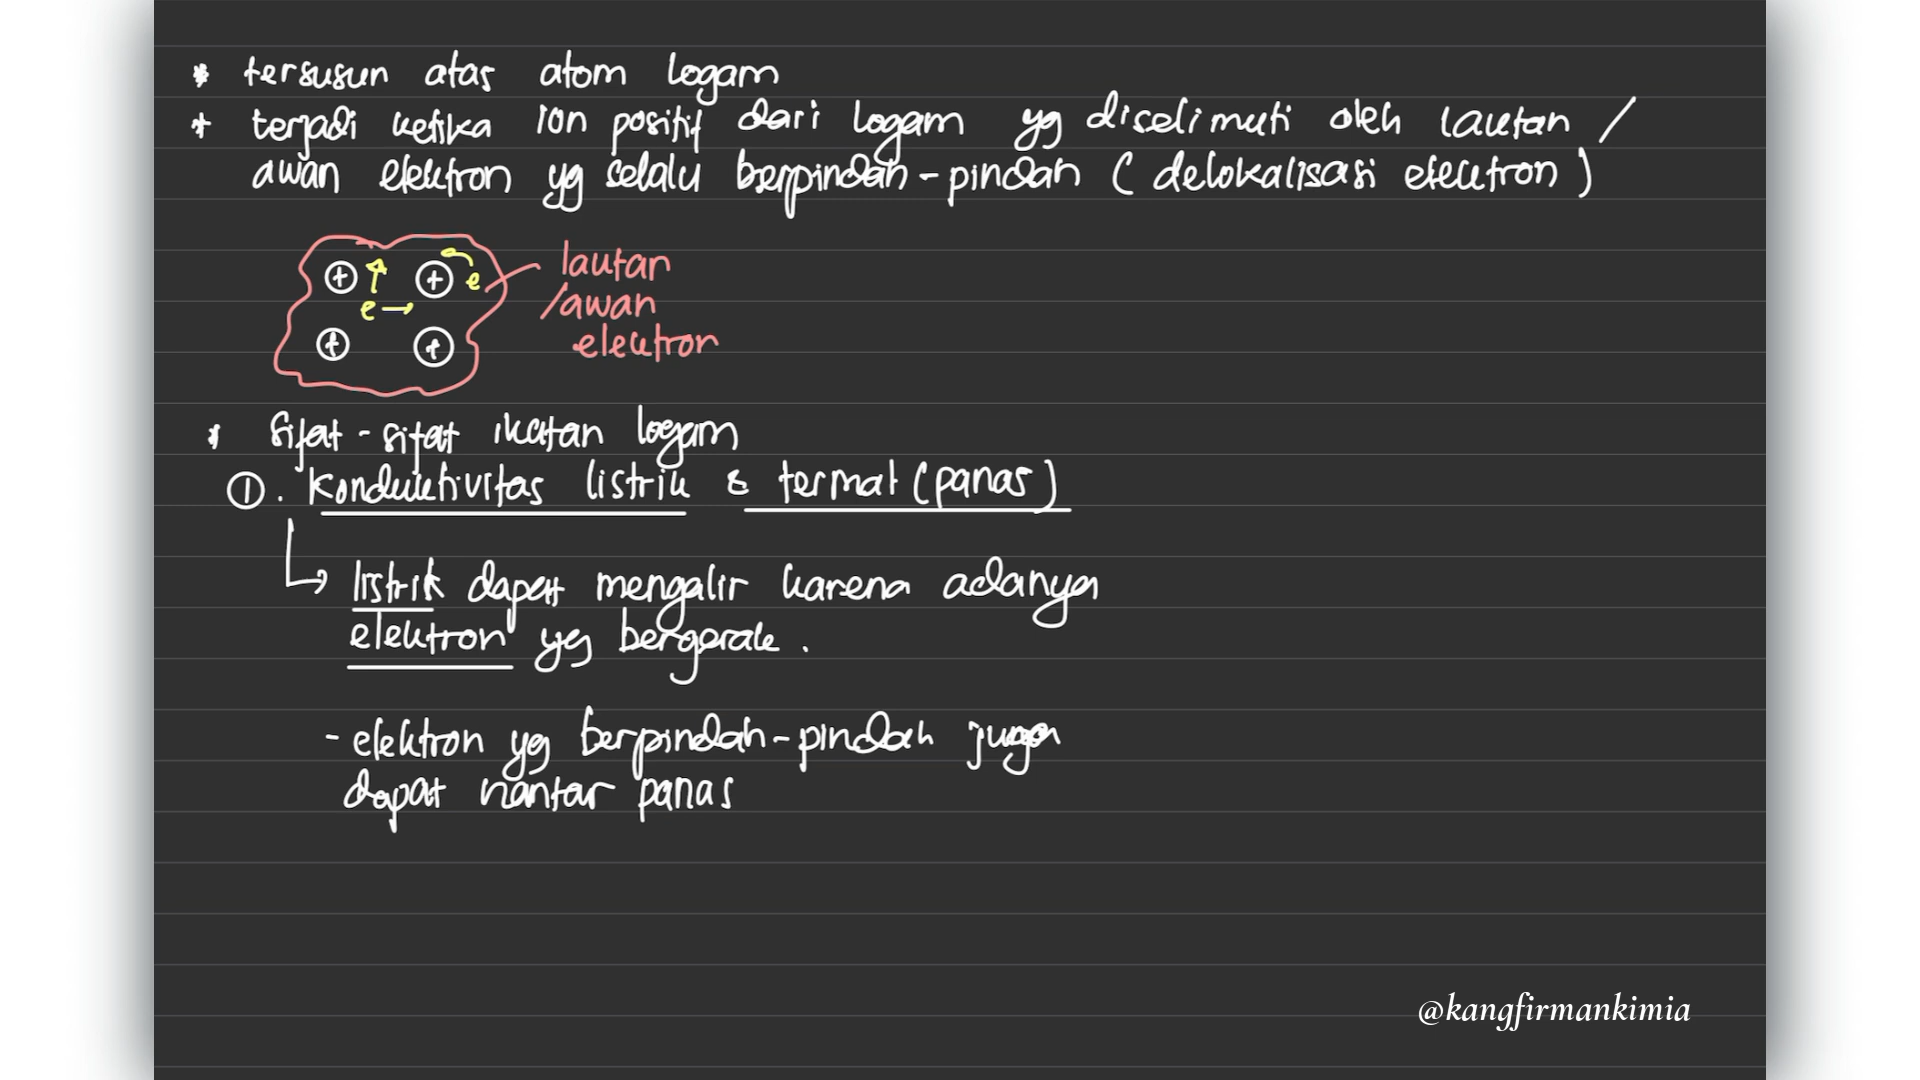 * tersusun atas atom logam
* terjadi ketika ion positif dari logam yg diselimuti oleh lautan /
awan elektron yg selalu berpindah-pindah ( delokalisasi elektron )
+ + e
e →
+ +
lautan
/awan
elektron
* Sifat-sifat ikatan logam
①. Konduktivitas listrik & termal (panas)
↳ listrik dapat mengalir karena adanya
elektron yg bergerak.
- elektron yg berpindah-pindah juga
dapat hantar panas
@kangfirmankimia